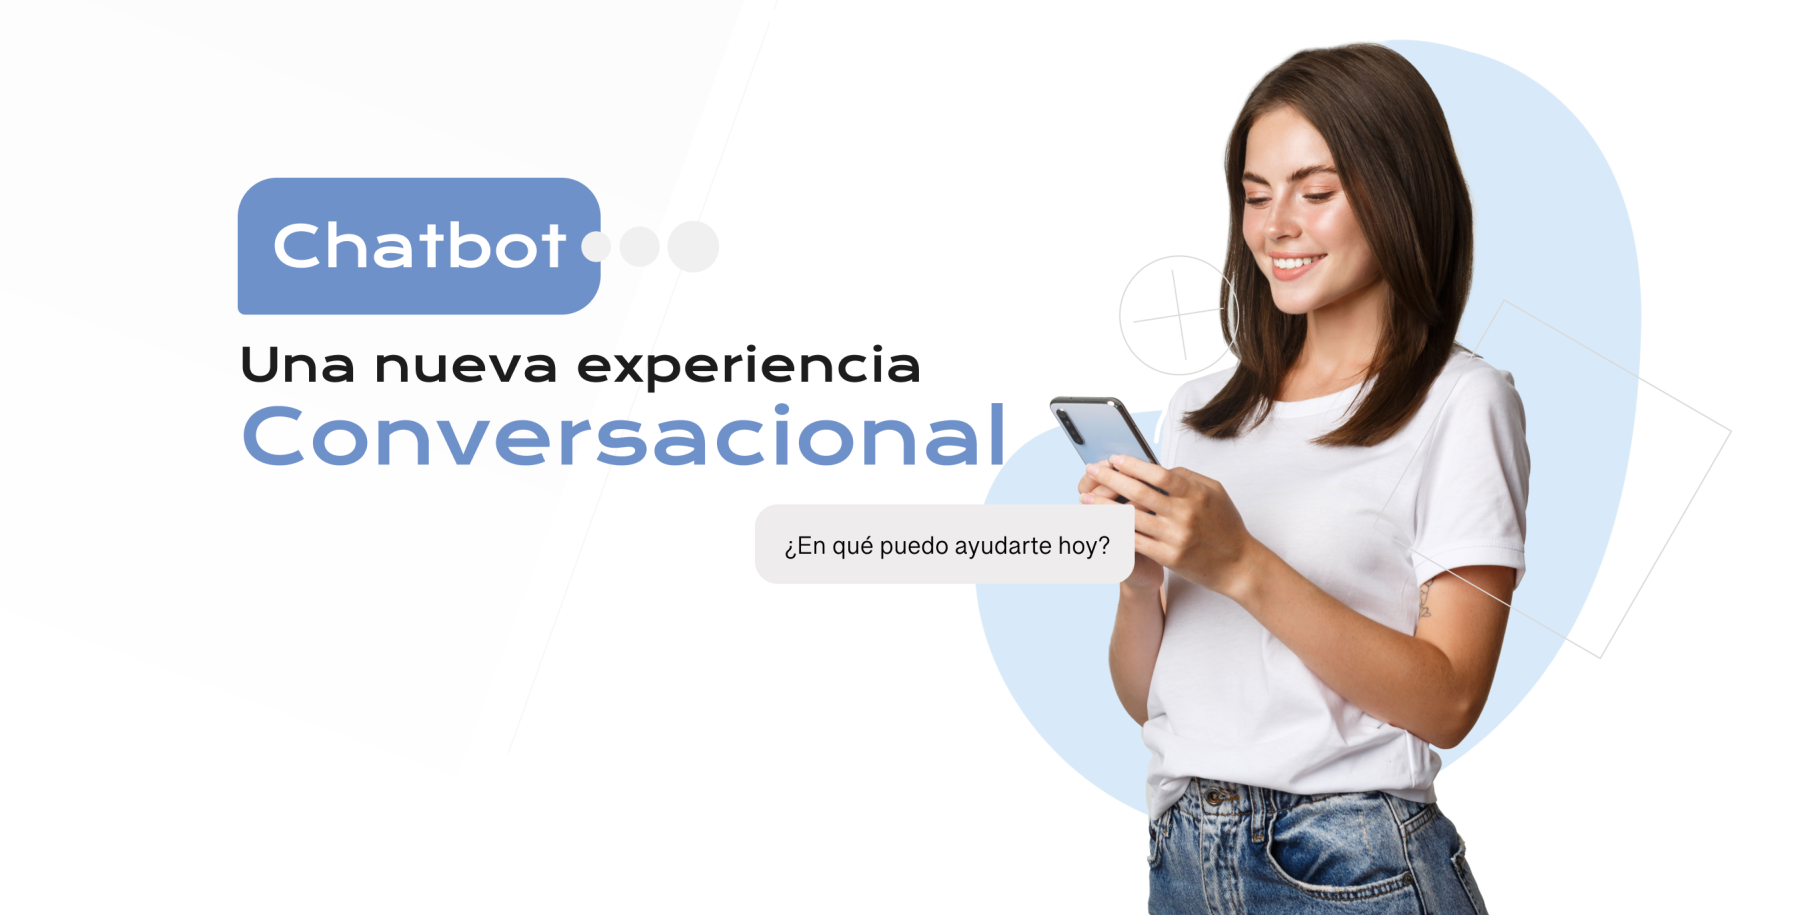 Chatbot
Una nueva experiencia
Conversacional
¿En qué puedo ayudarte hoy?